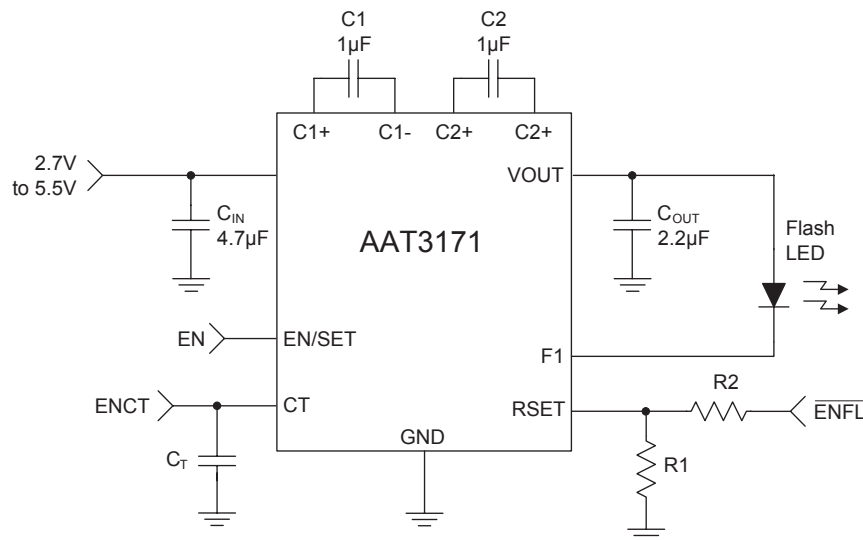 C1
1µF
C2
1µF
C1+
C1-
C2+
C2+
2.7V
to 5.5V
VOUT
CIN
4.7µF
AAT3171
COUT
2.2µF
Flash
LED
EN
EN/SET
F1
ENCT
CT
RSET
R2
ENFL
GND
CT
R1